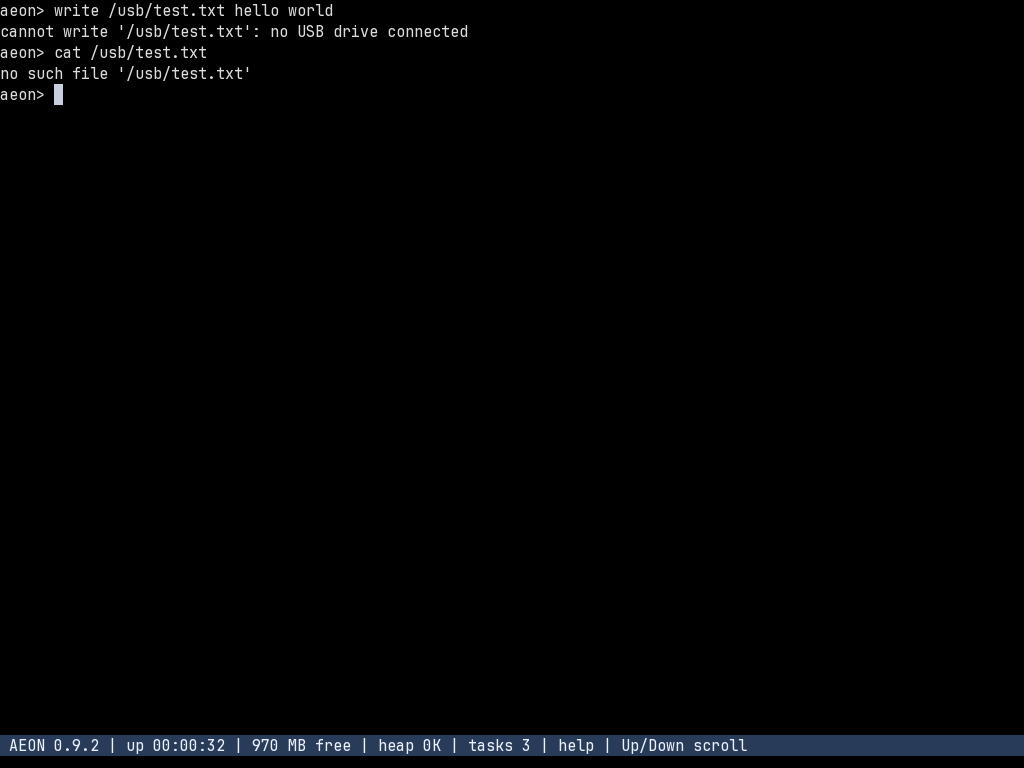 aeon> write /usb/test.txt hello world
cannot write '/usb/test.txt': no USB drive connected
aeon> cat /usb/test.txt
no such file '/usb/test.txt'
aeon>
AEON 0.9.2 | up 00:00:32 | 970 MB free | heap OK | tasks 3 | help | Up/Down scroll